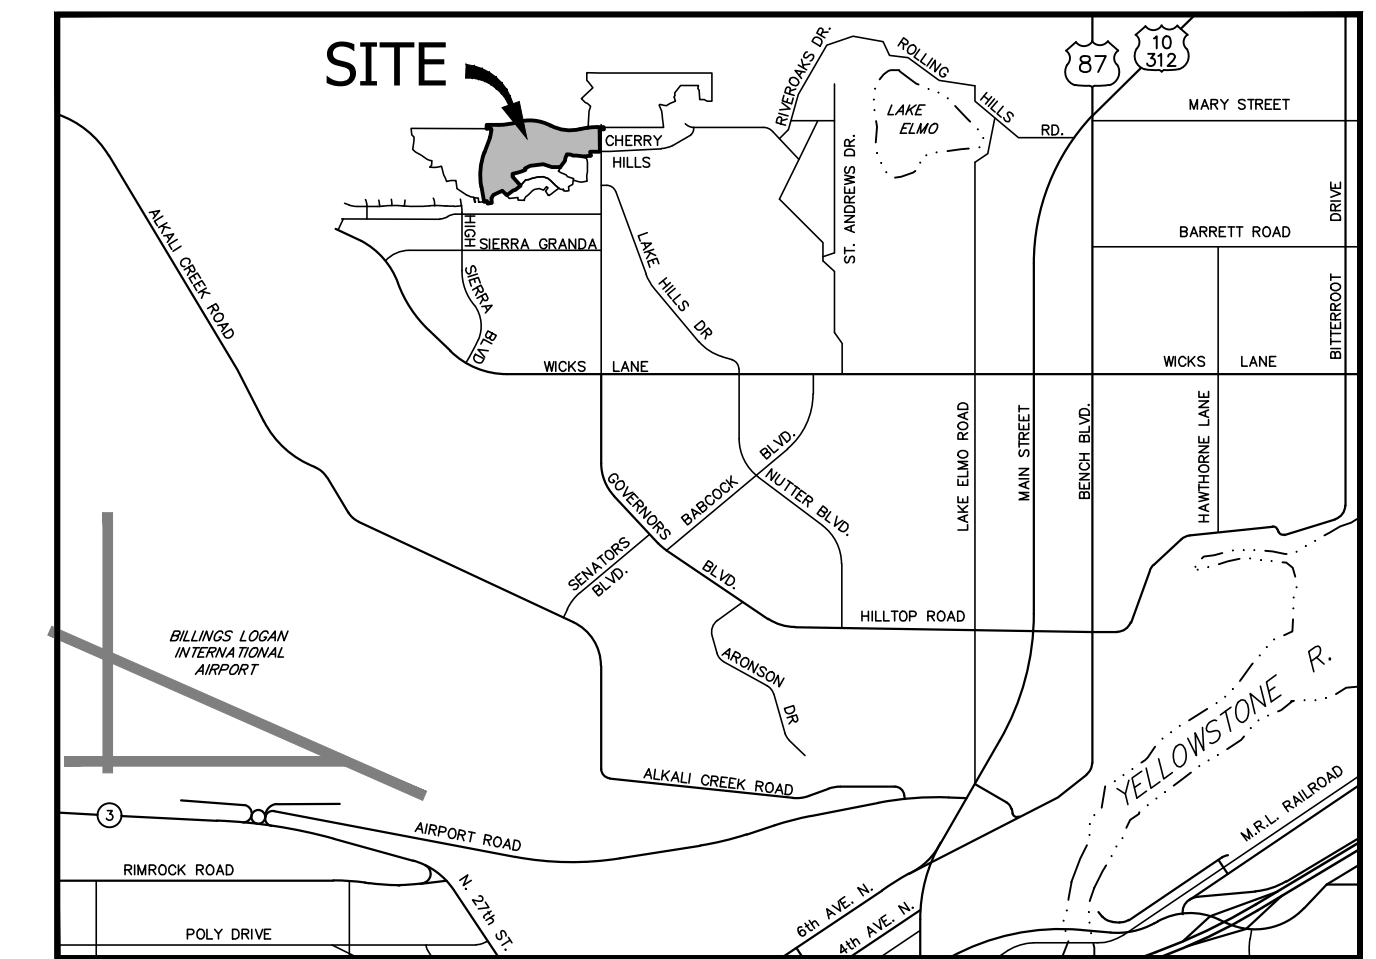 SITE
RIVEROAKS DR.
ROLLING
HILLS
RD.
LAKE
ELMO
87
10
312
MARY STREET
CHERRY
HILLS
ST. ANDREWS DR.
BITTERROOT DRIVE
BARRETT ROAD
ALKALI CREEK ROAD
HIGH
SIERRA
BLVD
SIERRA GRANDA
LAKE
HILLS
DR
WICKS LANE
WICKS LANE
LAKE ELMO ROAD
MAIN STREET
BENCH BLVD.
HAWTHORNE LANE
GOVERNORS
BLVD.
BABCOCK
BLVD.
NUTTER BLVD.
SENATORS
BLVD.
HILLTOP ROAD
BILLINGS LOGAN
INTERNATIONAL
AIRPORT
ARONSON
DR
YELLOWSTONE R.
ALKALI CREEK ROAD
M.R.L. RAILROAD
3
AIRPORT ROAD
RIMROCK ROAD
N. 27th ST.
6th AVE. N.
4th AVE. N.
POLY DRIVE